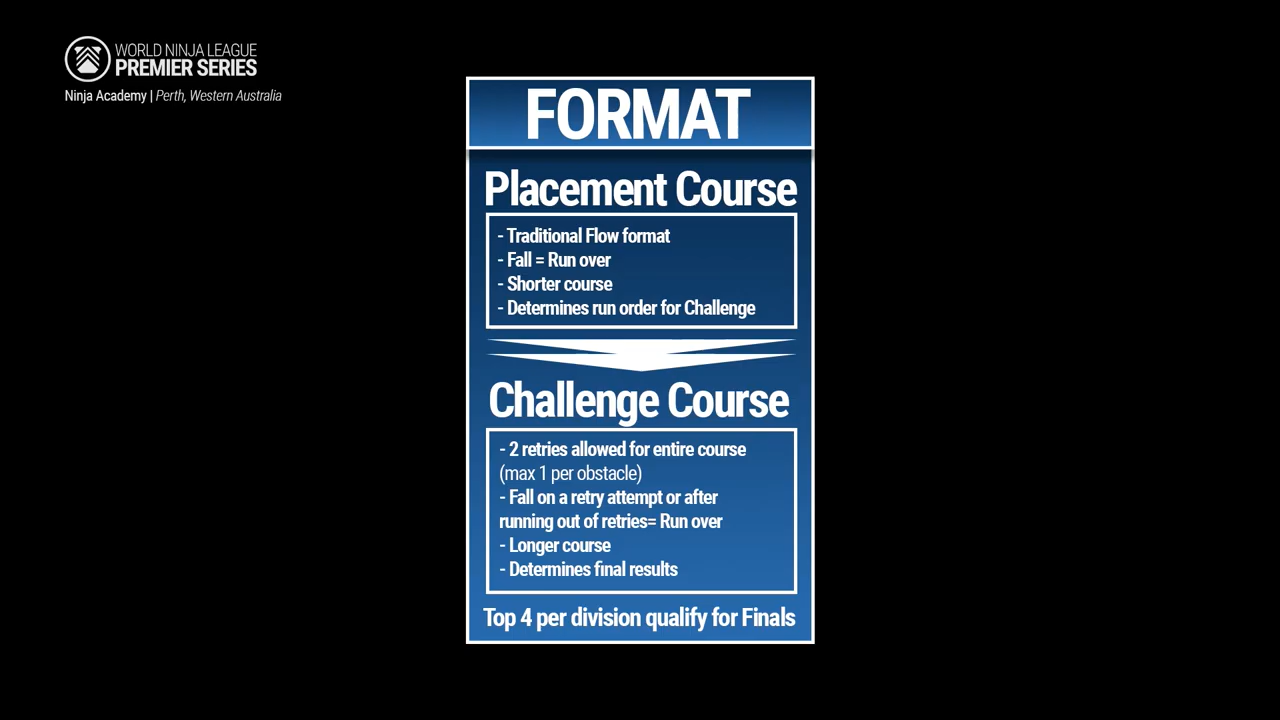 WORLD NINJA LEAGUE
PREMIER SERIES
Ninja Academy | Perth, Western Australia
FORMAT
Placement Course
- Traditional Flow format
- Fall = Run over
- Shorter course
- Determines run order for Challenge
Challenge Course
- 2 retries allowed for entire course
(max 1 per obstacle)
- Fall on a retry attempt or after
running out of retries= Run over
- Longer course
- Determines final results
Top 4 per division qualify for Finals